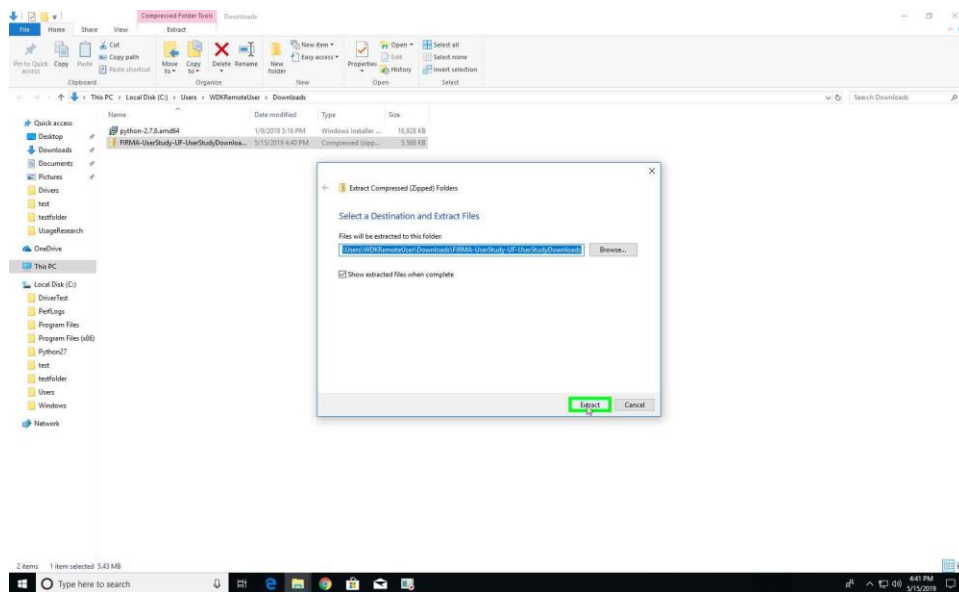 Compressed Folder Tools Downloads
File Home Share View Extract
Pin to Quick access
Copy
Paste
Cut
Copy path
Paste shortcut
Clipboard
Move to
Copy to
Delete
Rename
Organize
New folder
New item
Easy access
New
Properties
Open
Edit
History
Open
Select all
Select none
Invert selection
Select
This PC > Local Disk (C:) > Users > WDKRemoteUser > Downloads
Search Downloads
Name Date modified Type Size
python-2.7.8.amd64 1/9/2019 5:16 PM Windows Installer ... 16,828 KB
FIRMA-UserStudy-UF-UserStudyDownloa... 5/15/2019 4:40 PM Compressed (zipp... 5,568 KB
Quick access
Desktop
Downloads
Documents
Pictures
Drivers
test
testfolder
UsageResearch
OneDrive
This PC
Local Disk (C:)
DriverTest
PerfLogs
Program Files
Program Files (x86)
Python27
test
testfolder
Users
Windows
Network
Extract Compressed (Zipped) Folders
Select a Destination and Extract Files
Files will be extracted to this folder:
\Users\WDKRemoteUser\Downloads\FIRMA-UserStudy-UF-UserStudyDownloads
Browse...
Show extracted files when complete
Extract Cancel
2 items 1 item selected 5.43 MB
Type here to search
4:41 PM
5/15/2019